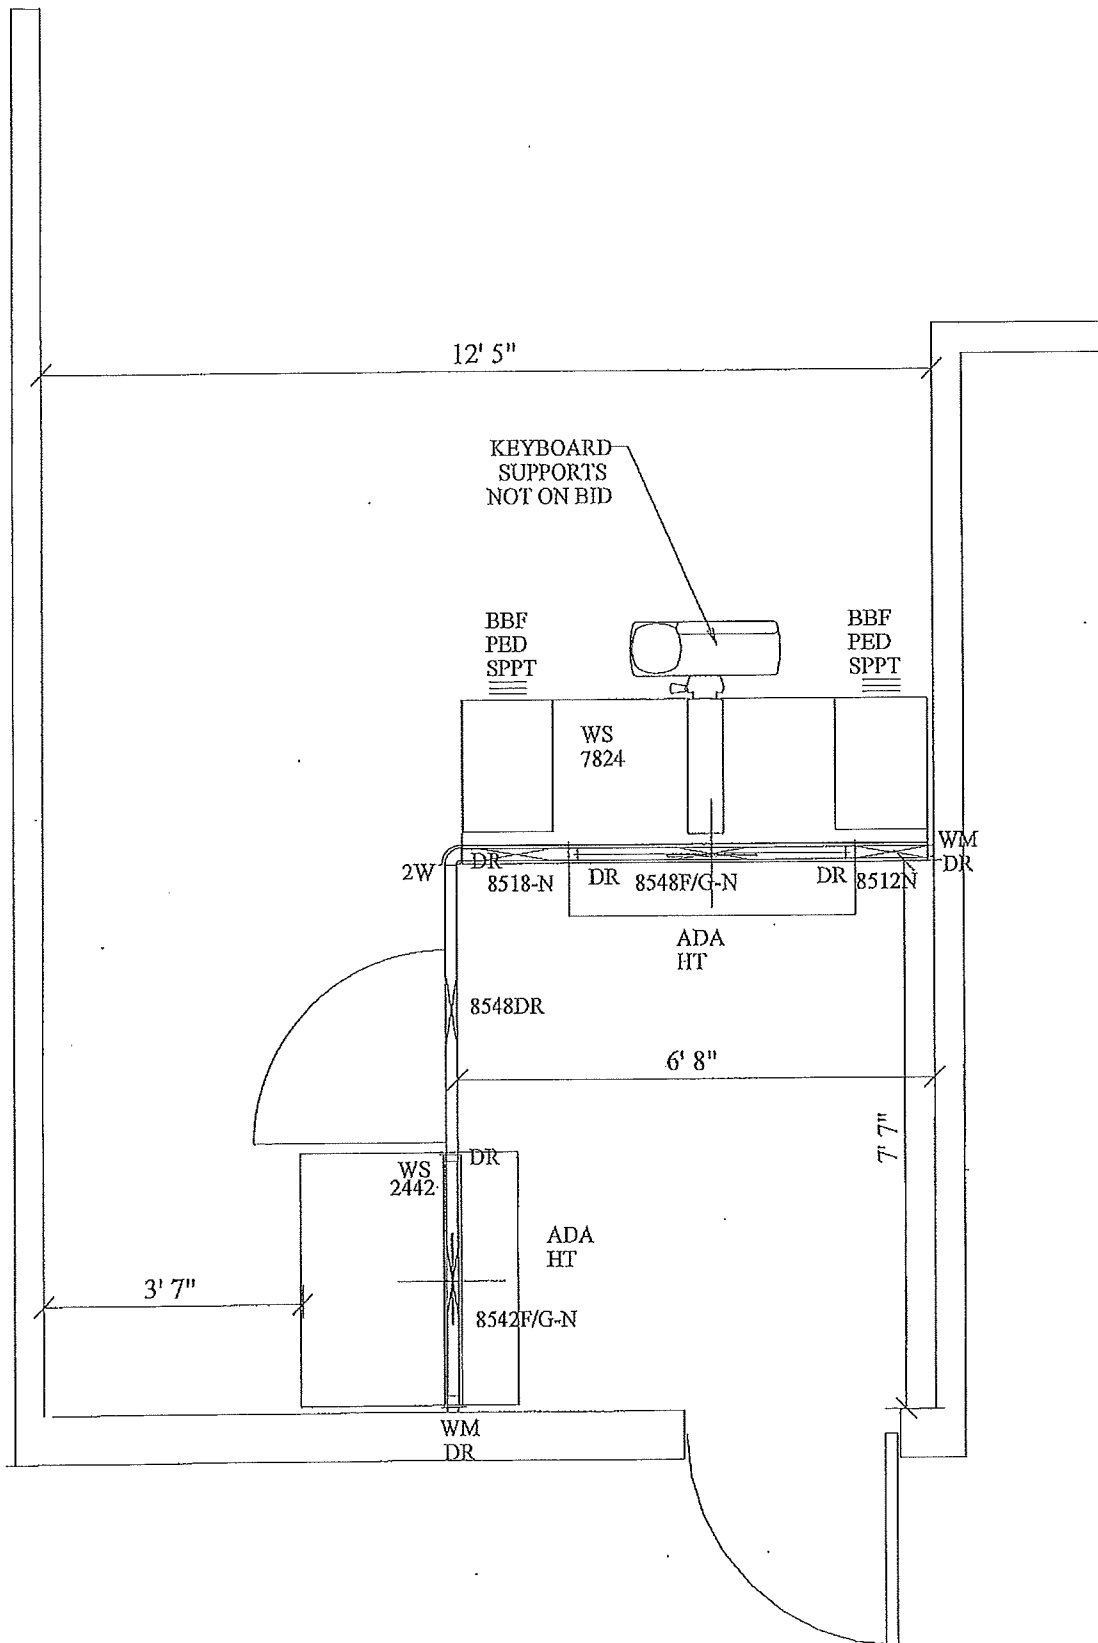 12' 5"
KEYBOARD
SUPPORTS
NOT ON BID
BBF
PED
SPPT
BBF
PED
SPPT
WS
7824
WM
DR
2W
DR
8518-N
DR
8548F/G-N
DR
8512N
ADA
HT
8548DR
6' 8"
7' 7"
DR
WS
2442
ADA
HT
3' 7"
8542F/G-N
WM
DR